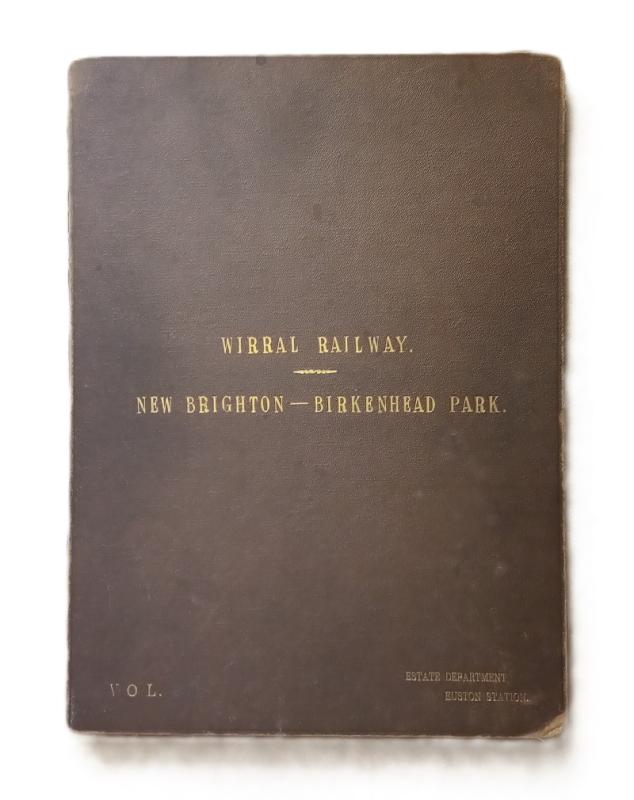 WIRRAL RAILWAY.
NEW BRIGHTON — BIRKENHEAD PARK.
VOL.
ESTATE DEPARTMENT,
EUSTON STATION.